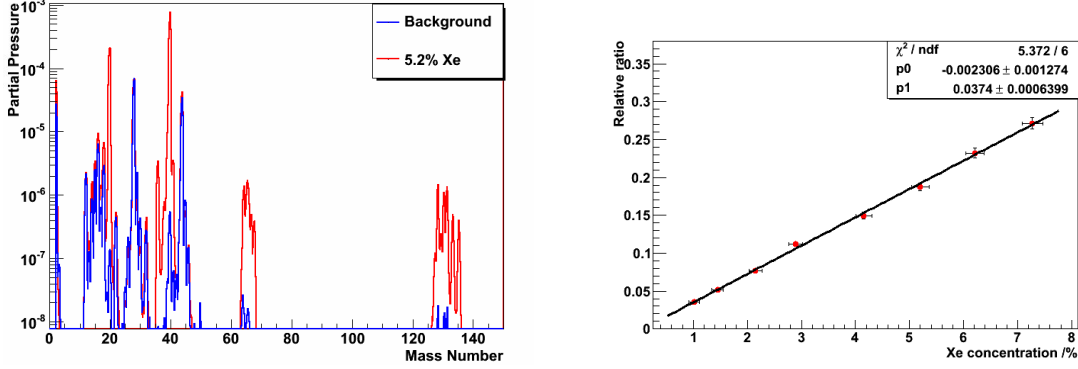 Partial Pressure
10⁻³
10⁻⁴
10⁻⁵
10⁻⁶
10⁻⁷
10⁻⁸
Background
5.2% Xe
0 20 40 60 80 100 120 140
Mass Number
Relative ratio
0.35
0.3
0.25
0.2
0.15
0.1
0.05
0
χ² / ndf 5.372 / 6
p0 -0.002306 ± 0.001274
p1 0.0374 ± 0.0006399
1 2 3 4 5 6 7 8
Xe concentration /%